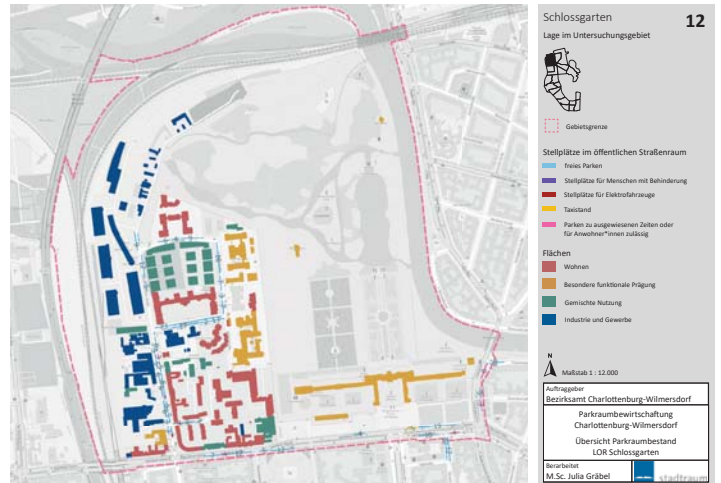 Schlossgarten
12
Lage im Untersuchungsgebiet
Gebietsgrenze
Stellplätze im öffentlichen Straßenraum
freies Parken
Stellplätze für Menschen mit Behinderung
Stellplätze für Elektrofahrzeuge
Taxistand
Parken zu ausgewiesenen Zeiten oder
für Anwohner*innen zulässig
Flächen
Wohnen
Besondere funktionale Prägung
Gemischte Nutzung
Industrie und Gewerbe
N
Maßstab 1 : 12.000
Auftraggeber
Bezirksamt Charlottenburg-Wilmersdorf
Parkraumbewirtschaftung
Charlottenburg-Wilmersdorf
Übersicht Parkraumbestand
LOR Schlossgarten
Berarbeitet
M.Sc. Julia Gräbel
stadtraum